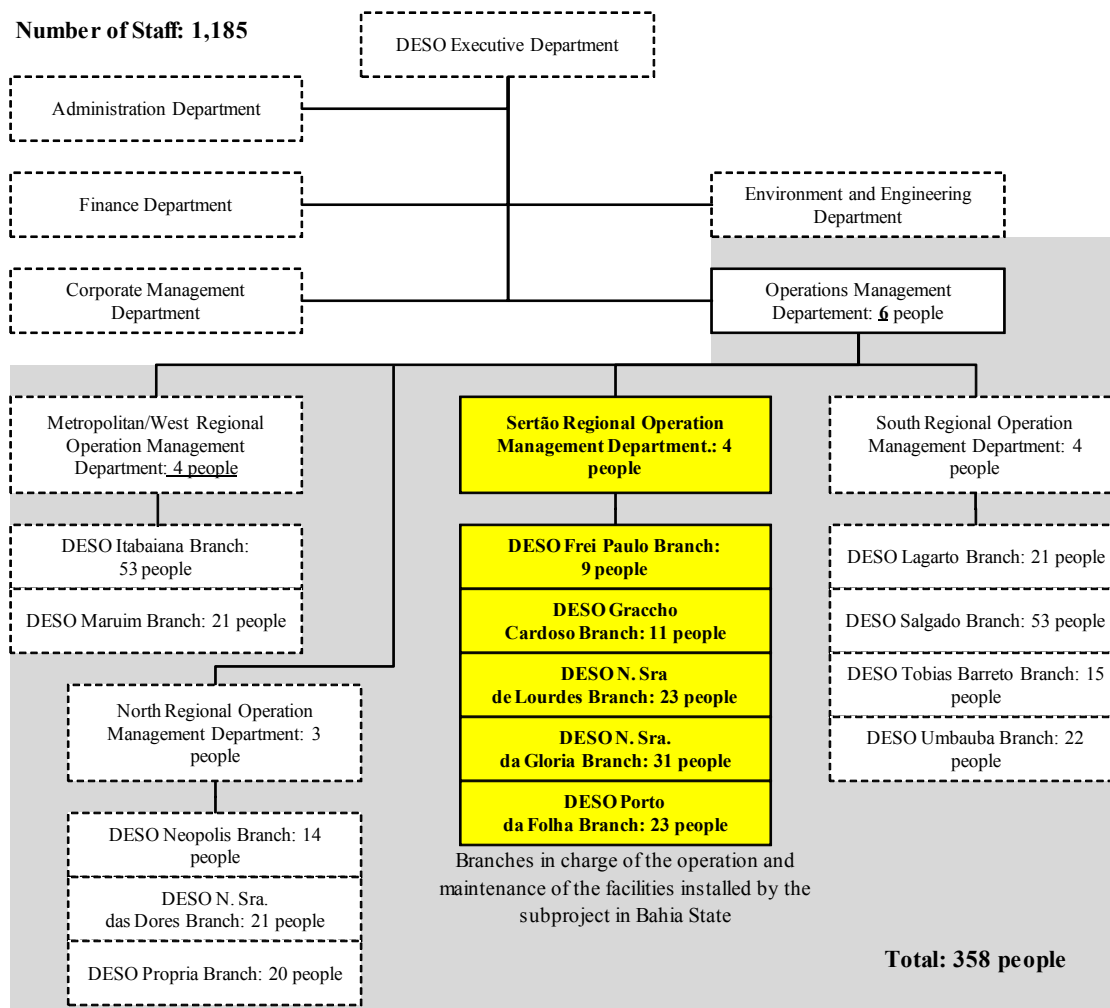 Number of Staff: 1,185
DESO Executive Department
Administration Department
Finance Department
Environment and Engineering
Department
Corporate Management
Department
Operations Management
Departement: 6 people
Metropolitan/West Regional
Operation Management
Department: 4 people
Sertão Regional Operation
Management Department.: 4
people
South Regional Operation
Management Department: 4
people
DESO Itabaiana Branch:
53 people
DESO Maruim Branch: 21 people
North Regional Operation
Management Department: 3
people
DESO Neopolis Branch: 14
people
DESO N. Sra.
das Dores Branch: 21 people
DESO Propria Branch: 20 people
DESO Frei Paulo Branch:
9 people
DESO Graccho
Cardoso Branch: 11 people
DESO N. Sra
de Lourdes Branch: 23 people
DESO N. Sra.
da Gloria Branch: 31 people
DESO Porto
da Folha Branch: 23 people
Branches in charge of the operation and
maintenance of the facilities installed by the
subproject in Bahia State
DESO Lagarto Branch: 21 people
DESO Salgado Branch: 53 people
DESO Tobias Barreto Branch: 15
people
DESO Umbauba Branch: 22
people
Total: 358 people